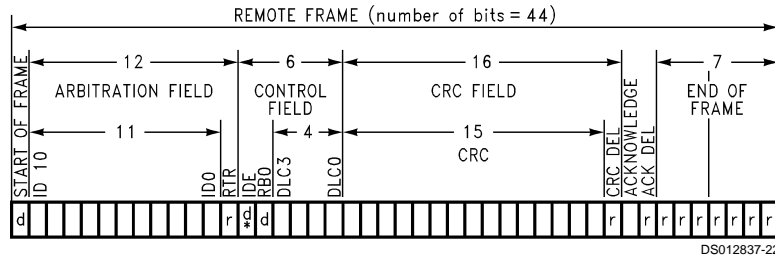 REMOTE FRAME (number of bits = 44)
12
6
16
7
ARBITRATION FIELD
CONTROL
FIELD
CRC FIELD
END OF
FRAME
11
4
15
CRC
START OF FRAME
ID 10
ID0
RTR
IDE
RB0
DLC3
DLC0
CRC DEL
ACKNOWLEDGE
ACK DEL
d r d * d r r r r r r r r r
DS012837-22